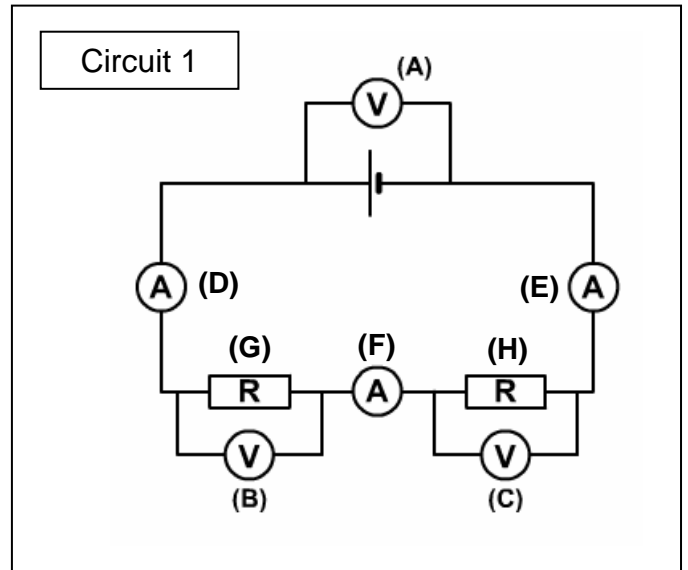 Circuit 1
(A)
V
A (D)
(E) A
(G) (F) (H)
R A R
V V
(B) (C)